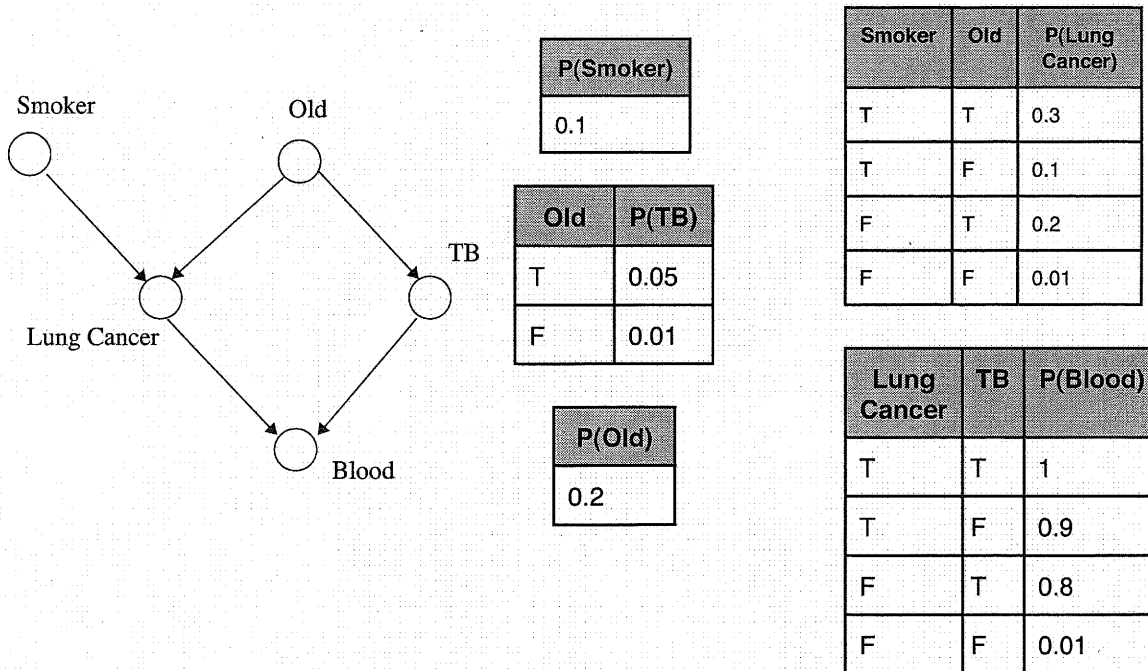 Smoker
Old
TB
Lung Cancer
Blood
P(Smoker)
0.1
Old P(TB)
T 0.05
F 0.01
P(Old)
0.2
Smoker Old P(Lung
Cancer)
T T 0.3
T F 0.1
F T 0.2
F F 0.01
Lung TB P(Blood)
Cancer
T T 1
T F 0.9
F T 0.8
F F 0.01